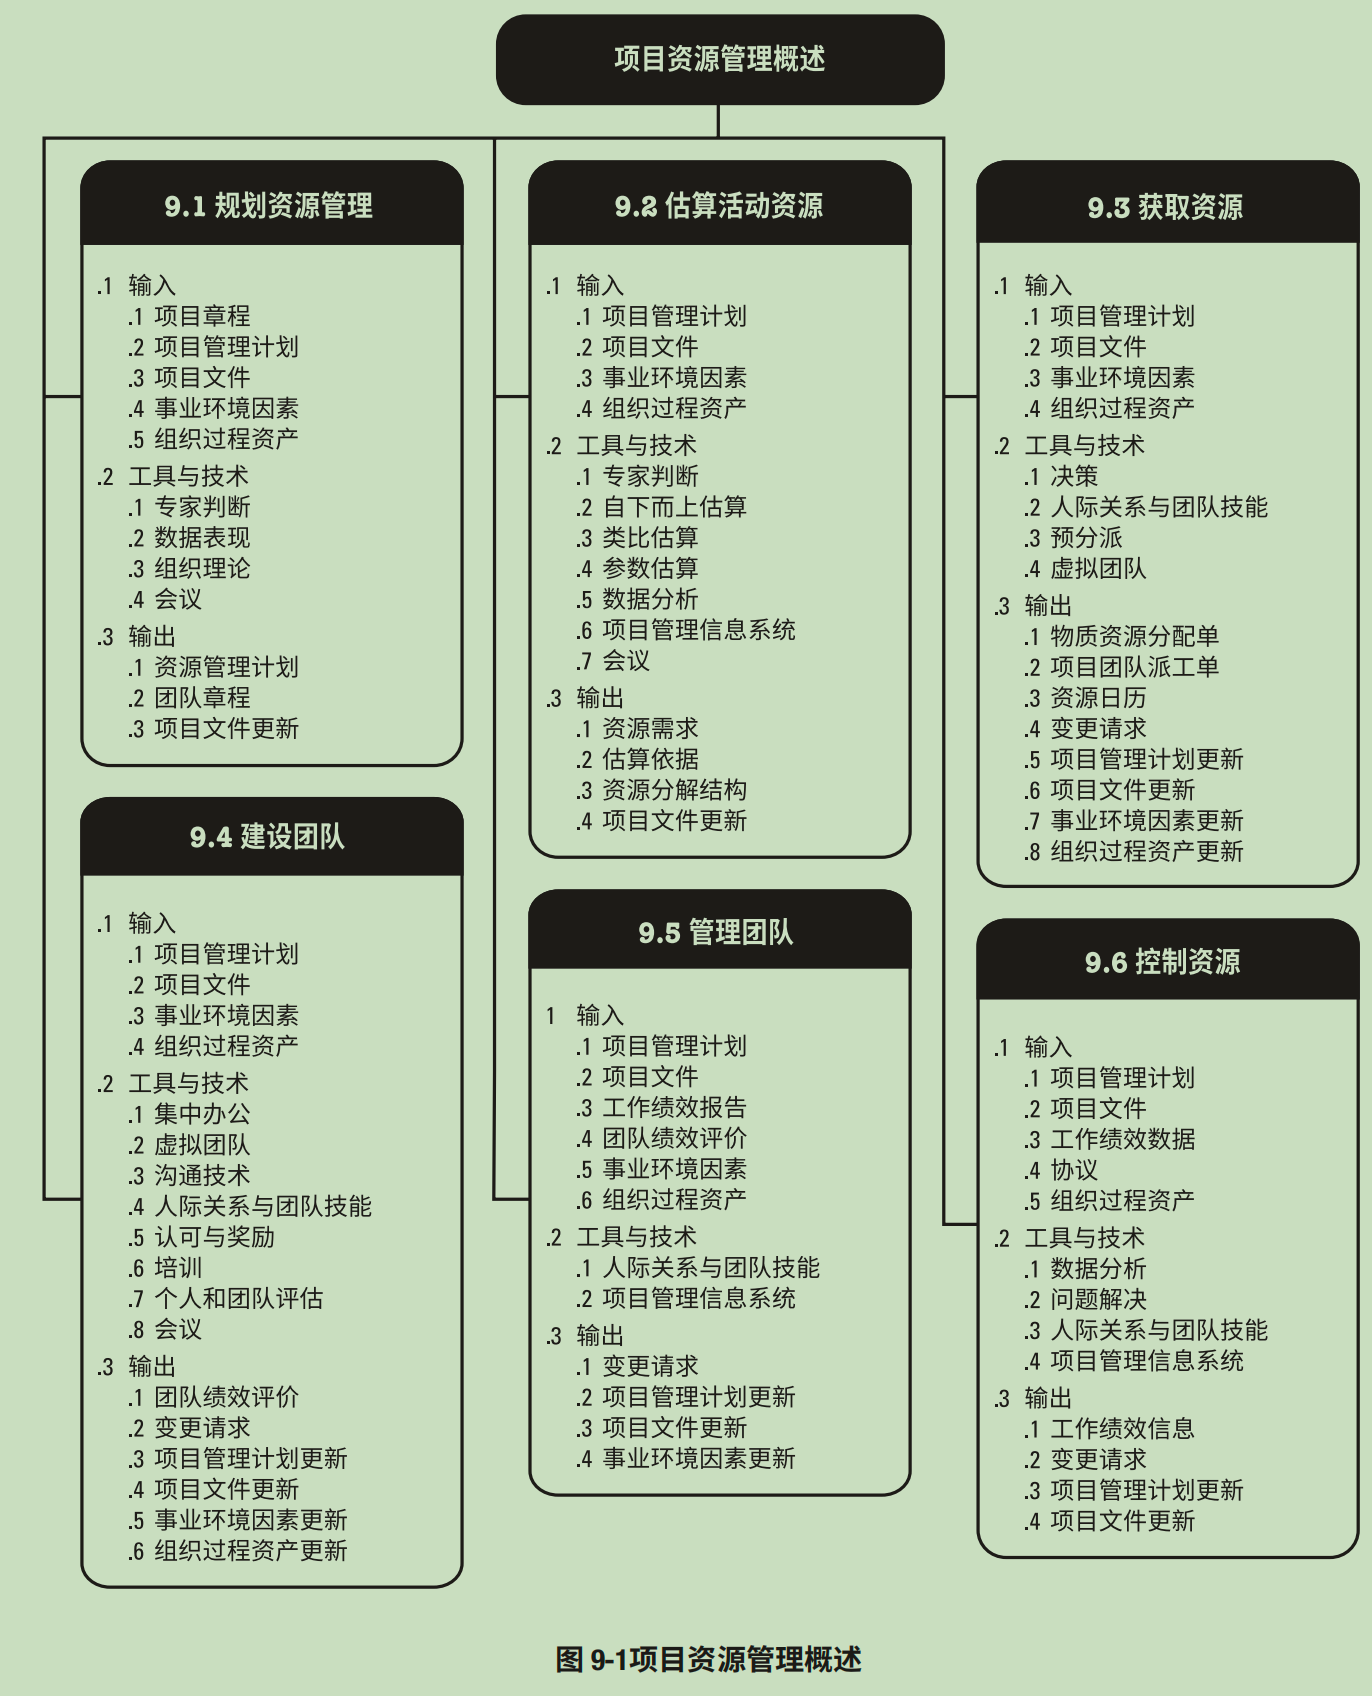 项目资源管理概述
9.1 规划资源管理
.1 输入
.1 项目章程
.2 项目管理计划
.3 项目文件
.4 事业环境因素
.5 组织过程资产
.2 工具与技术
.1 专家判断
.2 数据表现
.3 组织理论
.4 会议
.3 输出
.1 资源管理计划
.2 团队章程
.3 项目文件更新
9.2 估算活动资源
.1 输入
.1 项目管理计划
.2 项目文件
.3 事业环境因素
.4 组织过程资产
.2 工具与技术
.1 专家判断
.2 自下而上估算
.3 类比估算
.4 参数估算
.5 数据分析
.6 项目管理信息系统
.7 会议
.3 输出
.1 资源需求
.2 估算依据
.3 资源分解结构
.4 项目文件更新
9.3 获取资源
.1 输入
.1 项目管理计划
.2 项目文件
.3 事业环境因素
.4 组织过程资产
.2 工具与技术
.1 决策
.2 人际关系与团队技能
.3 预分派
.4 虚拟团队
.3 输出
.1 物质资源分配单
.2 项目团队派工单
.3 资源日历
.4 变更请求
.5 项目管理计划更新
.6 项目文件更新
.7 事业环境因素更新
.8 组织过程资产更新
9.4 建设团队
.1 输入
.1 项目管理计划
.2 项目文件
.3 事业环境因素
.4 组织过程资产
.2 工具与技术
.1 集中办公
.2 虚拟团队
.3 沟通技术
.4 人际关系与团队技能
.5 认可与奖励
.6 培训
.7 个人和团队评估
.8 会议
.3 输出
.1 团队绩效评价
.2 变更请求
.3 项目管理计划更新
.4 项目文件更新
.5 事业环境因素更新
.6 组织过程资产更新
9.5 管理团队
1 输入
.1 项目管理计划
.2 项目文件
.3 工作绩效报告
.4 团队绩效评价
.5 事业环境因素
.6 组织过程资产
.2 工具与技术
.1 人际关系与团队技能
.2 项目管理信息系统
.3 输出
.1 变更请求
.2 项目管理计划更新
.3 项目文件更新
.4 事业环境因素更新
9.6 控制资源
.1 输入
.1 项目管理计划
.2 项目文件
.3 工作绩效数据
.4 协议
.5 组织过程资产
.2 工具与技术
.1 数据分析
.2 问题解决
.3 人际关系与团队技能
.4 项目管理信息系统
.3 输出
.1 工作绩效信息
.2 变更请求
.3 项目管理计划更新
.4 项目文件更新
图 9-1项目资源管理概述